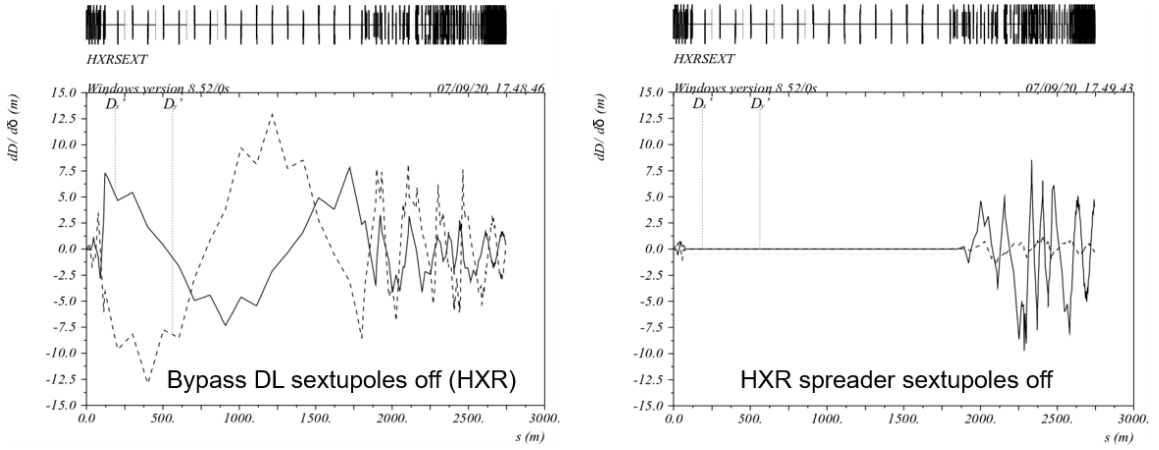 HXRSEXT
Windows version 8.52/0s 07/09/20 17.48.46
dD/ dδ (m)
Dx' Dy'
15.0
12.5
10.0
7.5
5.0
2.5
0.0
-2.5
-5.0
-7.5
-10.0
-12.5
-15.0
Bypass DL sextupoles off (HXR)
0. 500. 1000. 1500. 2000. 2500. 3000.
s (m)
HXRSEXT
Windows version 8.52/0s 07/09/20 17.49.43
dD/ dδ (m)
Dx' Dy'
15.0
12.5
10.0
7.5
5.0
2.5
0.0
-2.5
-5.0
-7.5
-10.0
-12.5
-15.0
HXR spreader sextupoles off
0. 500. 1000. 1500. 2000. 2500. 3000.
s (m)